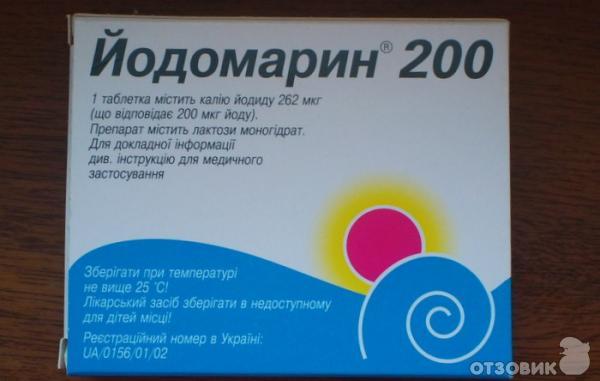 Йодомарин® 200
1 таблетка містить калію йодиду 262 мкг
(що відповідає 200 мкг йоду).
Препарат містить лактози моногідрат.
Для докладної інформації
див. інструкцію для медичного
застосування
Зберігати при температурі
не вище 25 °С!
Лікарський засіб зберігати в недоступному
для дітей місці!
Реєстраційний номер в Україні:
UA/0156/01/02
ОТЗОВИК